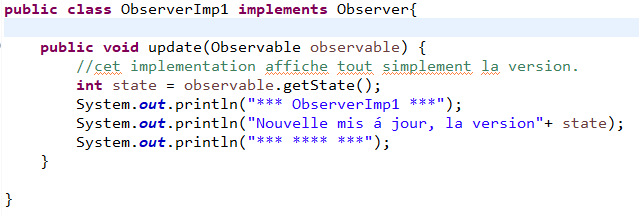 public class ObserverImp1 implements Observer{
public void update(Observable observable) {
//cet implementation affiche tout simplement la version.
int state = observable.getState();
System.out.println("*** ObserverImp1 ***");
System.out.println("Nouvelle mis á jour, la version"+ state);
System.out.println("*** **** ***");
}
}